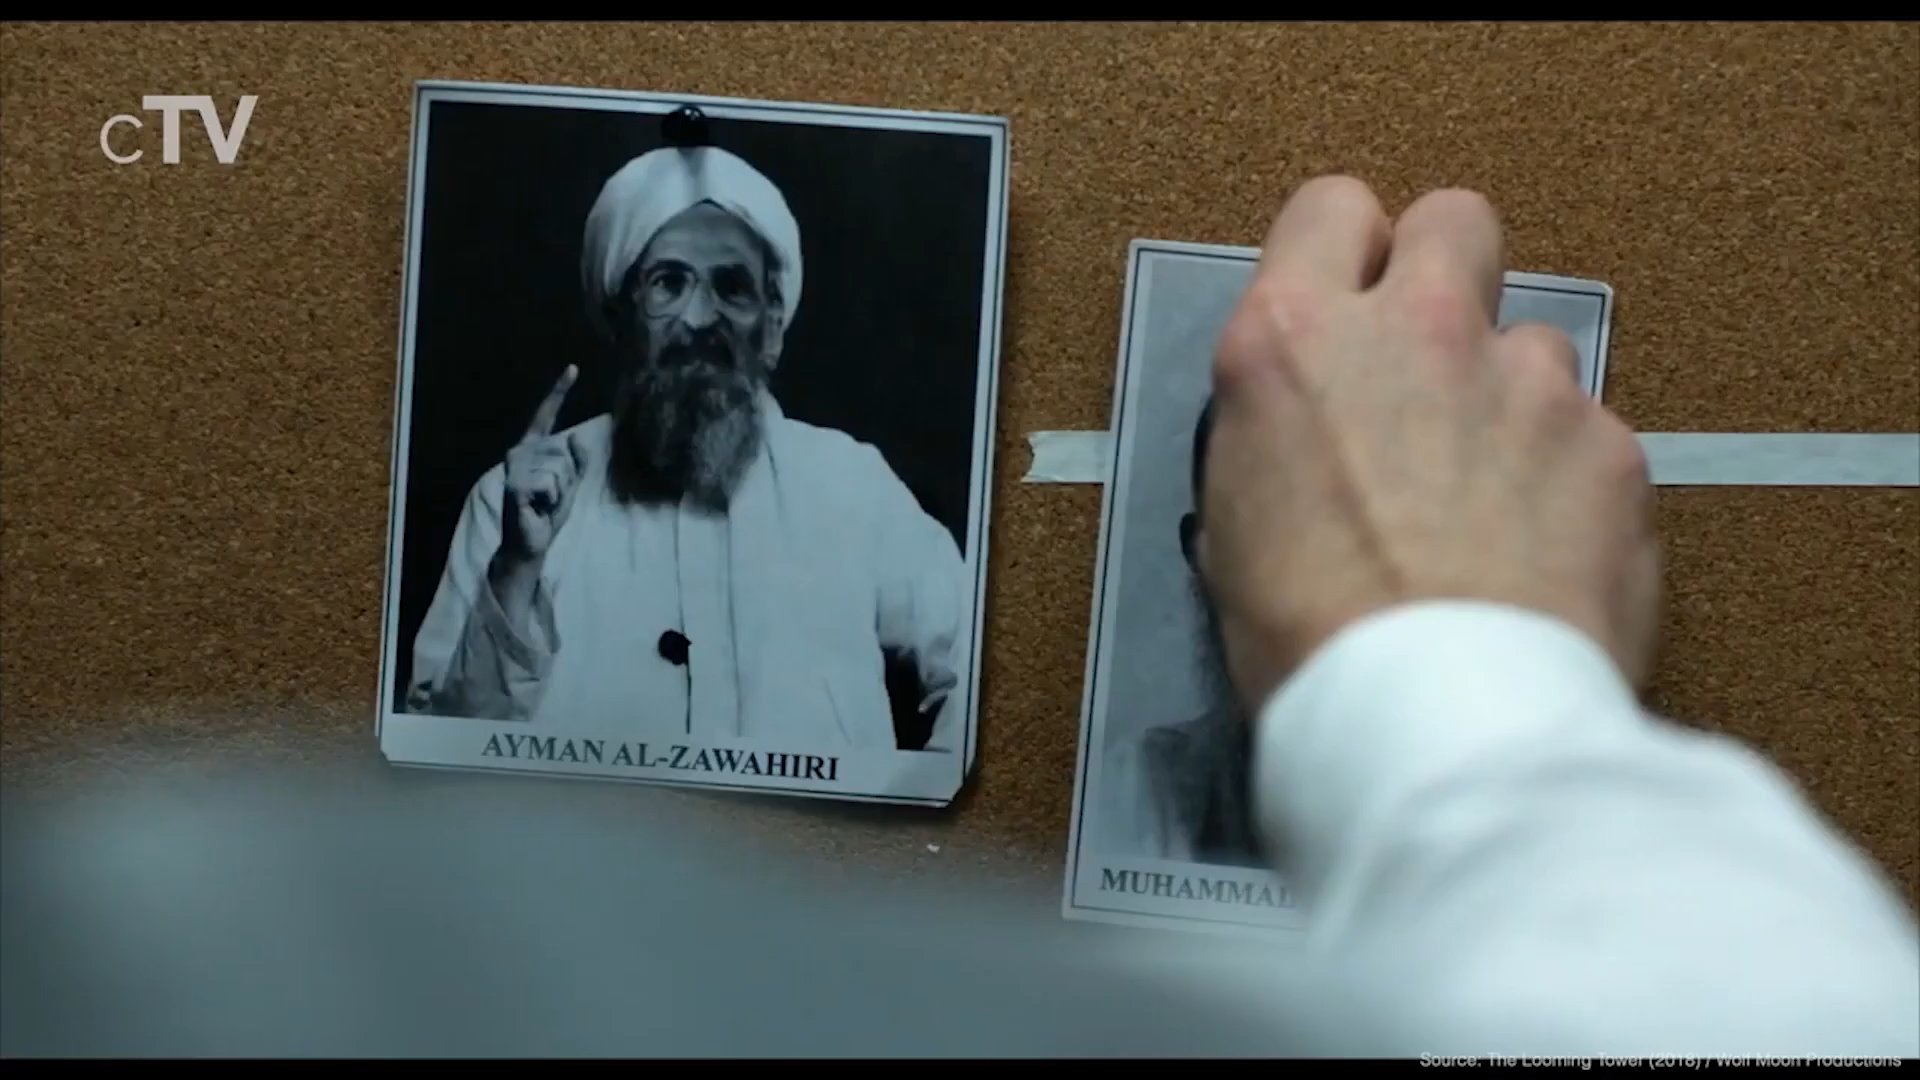 cTV
AYMAN AL-ZAWAHIRI
MUHAMMAD
Source: The Looming Tower (2018) / Wolf Moon Productions